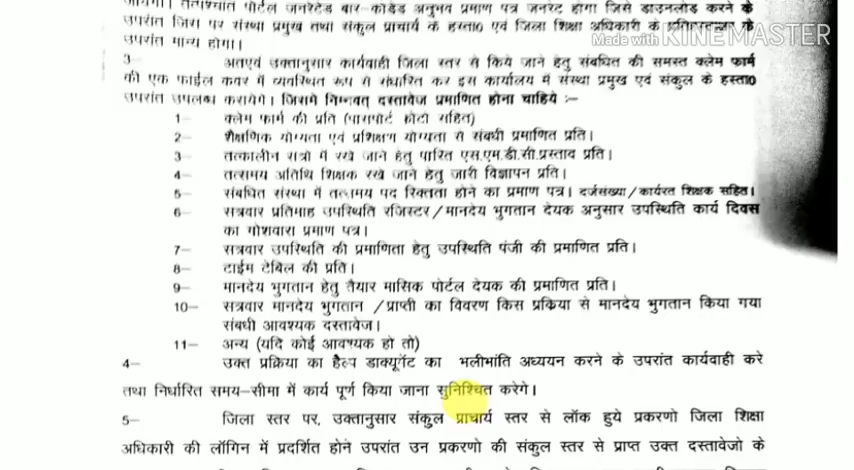 जायेगा। तत्पश्चात पोर्टल जनरेटेड बार-कोडेड अनुभव प्रमाण पत्र जनरेट होगा जिसे डाउनलोड करने के
उपरांत जिस पर संस्था प्रमुख तथा संकुल प्राचार्य के हस्ता0 एवं जिला शिक्षा अधिकारी के प्रतिहस्ताक्षर के
उपरांत मान्य होगा।
Made with KINEMASTER
3— अतएवं उक्तानुसार कार्यवाही जिला स्तर से किये जाने हेतु संबधित की समस्त क्लेम फार्म
की एक फाईल कवर में व्यवस्थित रूप से संधारित कर इस कार्यालय में संस्था प्रमुख एवं संकुल के हस्ता0
उपरांत उपलब्ध करायेगे। जिसमे निम्नवत् दस्तावेज प्रमाणित होना चाहिये :—
1— क्लेम फार्म की प्रति (पासपोर्ट फोटो सहित)
2— शैक्षणिक योग्यता एवं प्रशिक्षण योग्यता से संबधी प्रमाणित प्रति।
3— तत्कालीन सत्रो में रखे जाने हेतु पारित एस.एम.डी.सी.प्रस्ताव प्रति।
4— तत्समय अतिथि शिक्षक रखे जाने हेतु जारी विज्ञापन प्रति।
5— संबधित संस्था में तत्समय पद रिक्तता होने का प्रमाण पत्र। दर्जसंख्या/कार्यरत शिक्षक सहित।
6— सत्रवार प्रतिमाह उपस्थिति रजिस्टर/मानदेय भुगतान देयक अनुसार उपस्थिति कार्य दिवस
का गोशवारा प्रमाण पत्र।
7— सत्रवार उपस्थिति की प्रमाणिता हेतु उपस्थिति पंजी की प्रमाणित प्रति।
8— टाईम टेबिल की प्रति।
9— मानदेय भुगतान हेतु तैयार मासिक पोर्टल देयक की प्रमाणित प्रति।
10— सत्रवार मानदेय भुगतान /प्राप्ती का विवरण किस प्रक्रिया से मानदेय भुगतान किया गया
संबधी आवश्यक दस्तावेज।
11— अन्य (यदि कोई आवश्यक हो तो)
4— उक्त प्रक्रिया का हैल्प डाक्यूमेंट का भलीभांति अध्ययन करने के उपरांत कार्यवाही करे
तथा निर्धारित समय-सीमा में कार्य पूर्ण किया जाना सुनिश्चित करेगे।
5— जिला स्तर पर, उक्तानुसार संकुल प्राचार्य स्तर से लॉक हुये प्रकरणो जिला शिक्षा
अधिकारी की लॉगिन में प्रदर्शित होने उपरांत उन प्रकरणो की संकुल स्तर से प्राप्त उक्त दस्तावेजो के